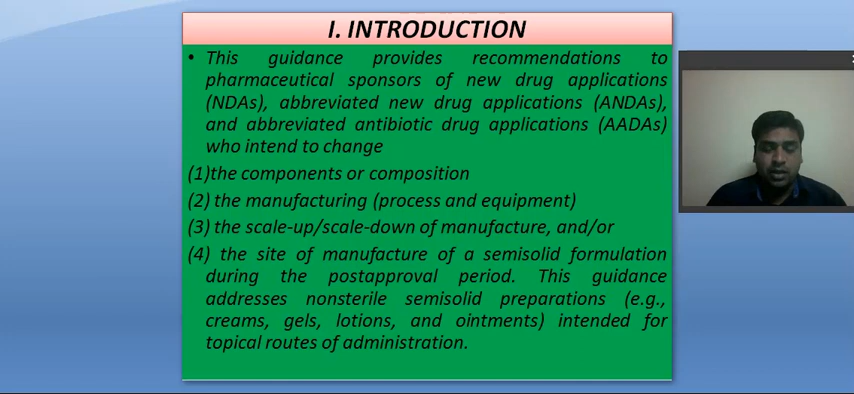 I. INTRODUCTION
• This guidance provides recommendations to
pharmaceutical sponsors of new drug applications
(NDAs), abbreviated new drug applications (ANDAs),
and abbreviated antibiotic drug applications (AADAs)
who intend to change
(1)the components or composition
(2) the manufacturing (process and equipment)
(3) the scale-up/scale-down of manufacture, and/or
(4) the site of manufacture of a semisolid formulation
during the postapproval period. This guidance
addresses nonsterile semisolid preparations (e.g.,
creams, gels, lotions, and ointments) intended for
topical routes of administration.